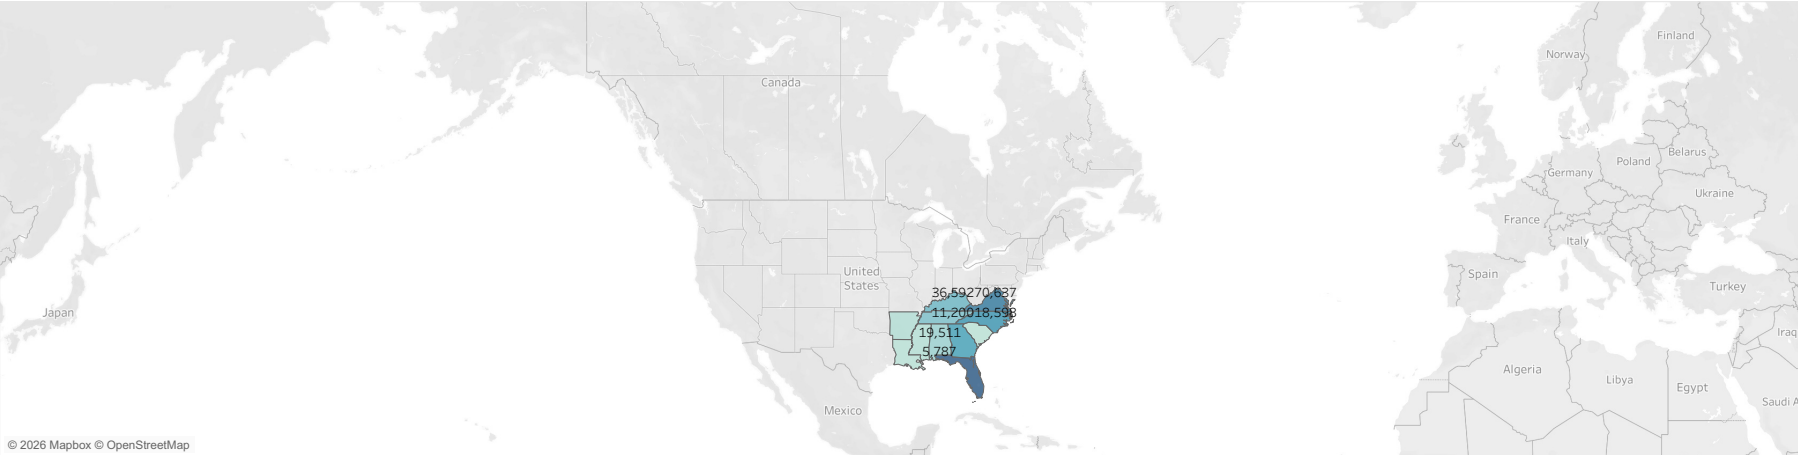 Finland
Norway
Canada
Belarus
Poland
Germany
Ukraine
France
Italy
United
States
Spain
Turkey
36,59270,637
Japan
11,20018,598
19,511
Iraq
5,787
Algeria
Libya
Egypt
Saudi A
Mexico
© 2026 Mapbox © OpenStreetMap